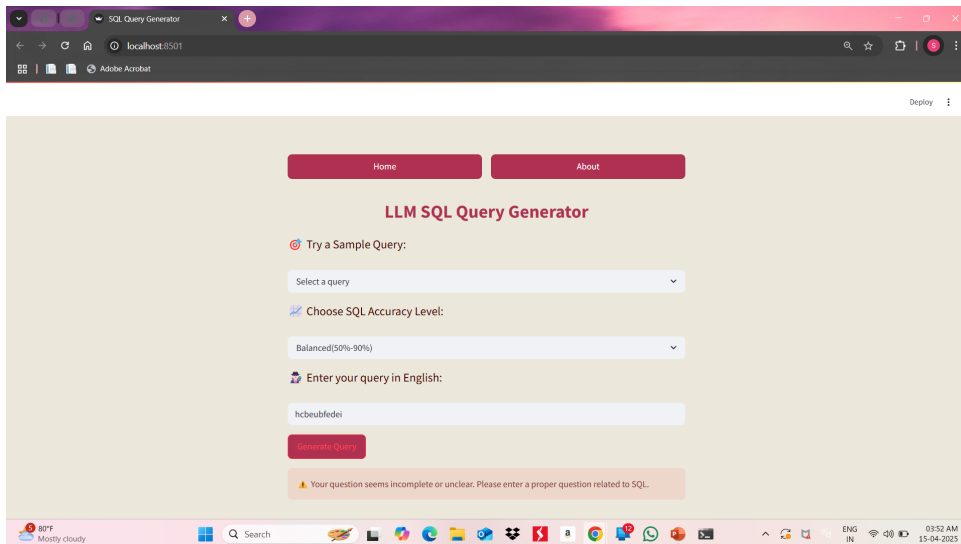 SQL Query Generator
localhost:8501
S
Adobe Acrobat
Deploy
Home
About
LLM SQL Query Generator
Try a Sample Query:
Select a query
Choose SQL Accuracy Level:
Balanced(50%-90%)
Enter your query in English:
hcbeubfedei
Generate Query
Your question seems incomplete or unclear. Please enter a proper question related to SQL.
5
80°F
Mostly cloudy
Search
a
12
ENG
IN
03:52 AM
15-04-2025